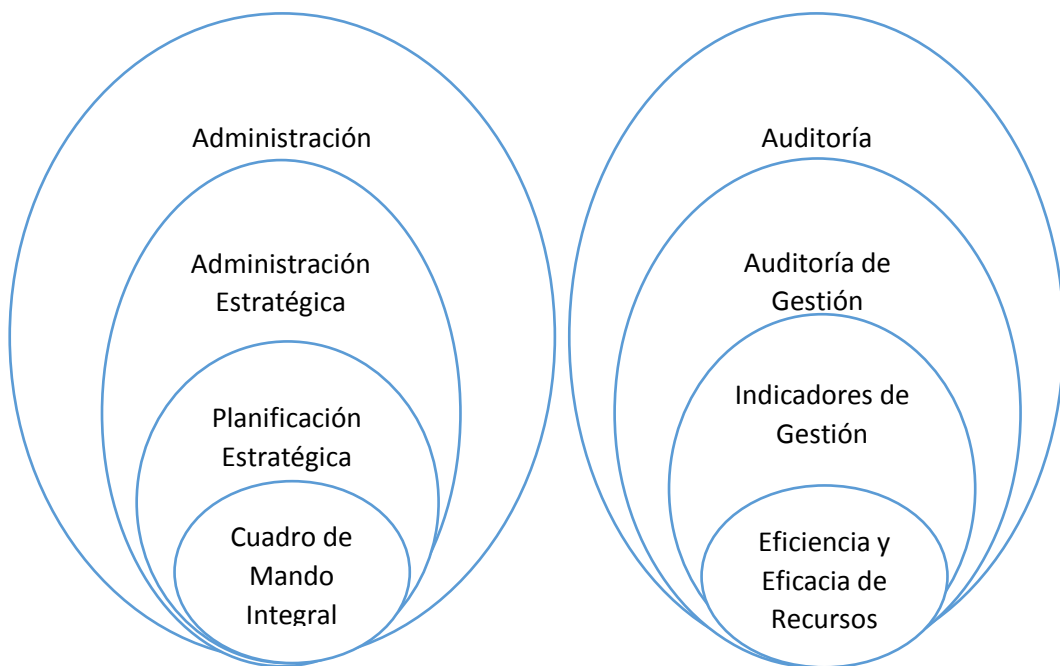 Administración
Administración
Estratégica
Planificación
Estratégica
Cuadro de
Mando
Integral
Auditoría
Auditoría de
Gestión
Indicadores de
Gestión
Eficiencia y
Eficacia de
Recursos